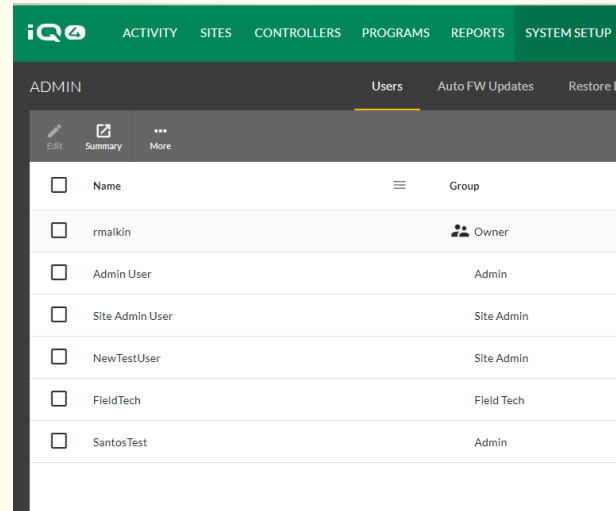 iQ4 ACTIVITY SITES CONTROLLERS PROGRAMS REPORTS SYSTEM SETUP
ADMIN Users Auto FW Updates Restore
Edit Summary More
Name Group
rmalkin Owner
Admin User Admin
Site Admin User Site Admin
NewTestUser Site Admin
FieldTech Field Tech
SantosTest Admin